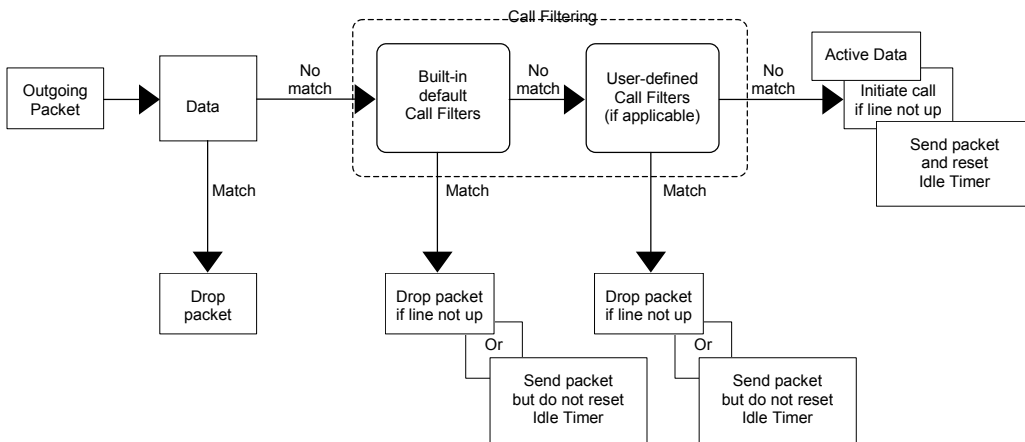 Call Filtering
Outgoing
Packet
Data
No
match
Built-in
default
Call Filters
No
match
User-defined
Call Filters
(if applicable)
No
match
Active Data
Initiate call
if line not up
Send packet
and reset
Idle Timer
Match
Match
Match
Drop
packet
Drop packet
if line not up
Or
Send packet
but do not reset
Idle Timer
Drop packet
if line not up
Or
Send packet
but do not reset
Idle Timer